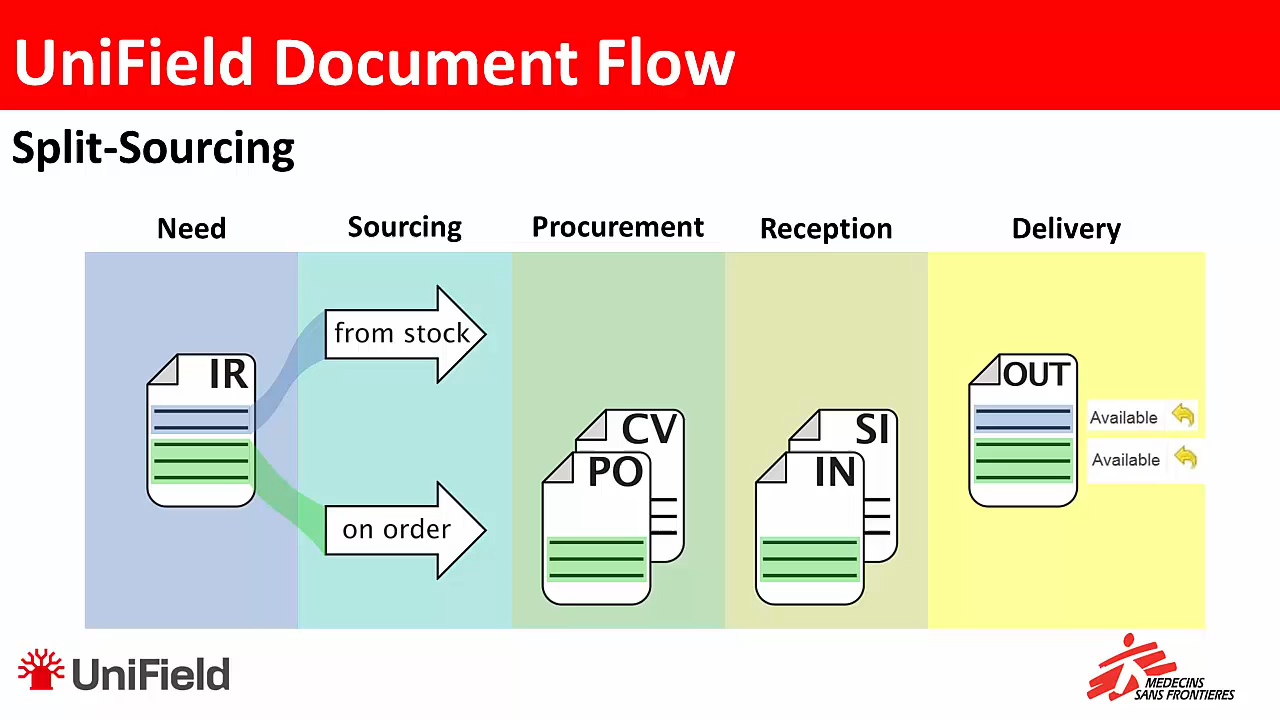 UniField Document Flow
Split-Sourcing
Need
Sourcing
Procurement
Reception
Delivery
IR
from stock
on order
CV
PO
SI
IN
OUT
Available
Available
UniField
MEDECINS
SANS FRONTIERES